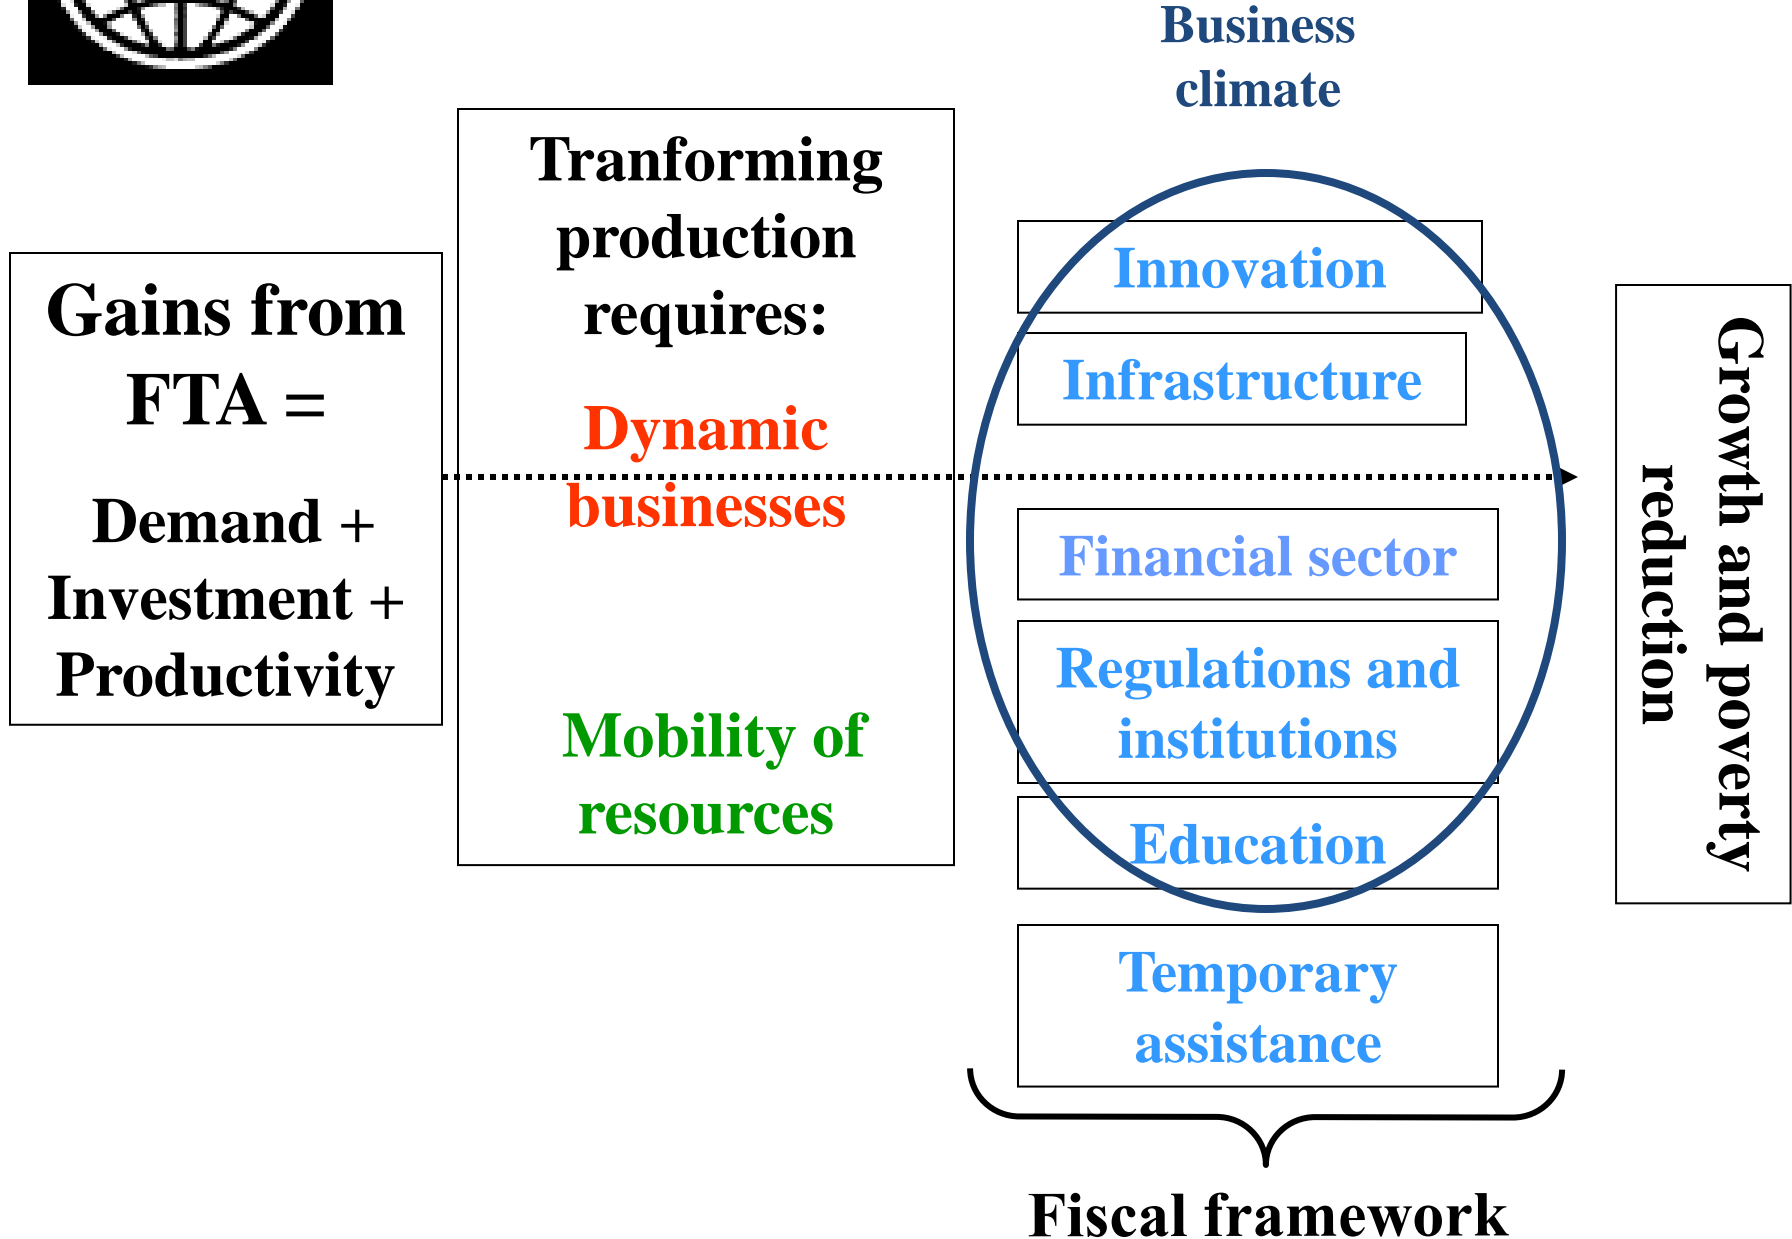 Gains from
FTA =
Demand +
Investment +
Productivity
Tranforming
production
requires:
Dynamic
businesses
Mobility of
resources
Business
climate
Innovation
Infrastructure
Financial sector
Regulations and
institutions
Education
Temporary
assistance
Fiscal framework
Growth and poverty
reduction